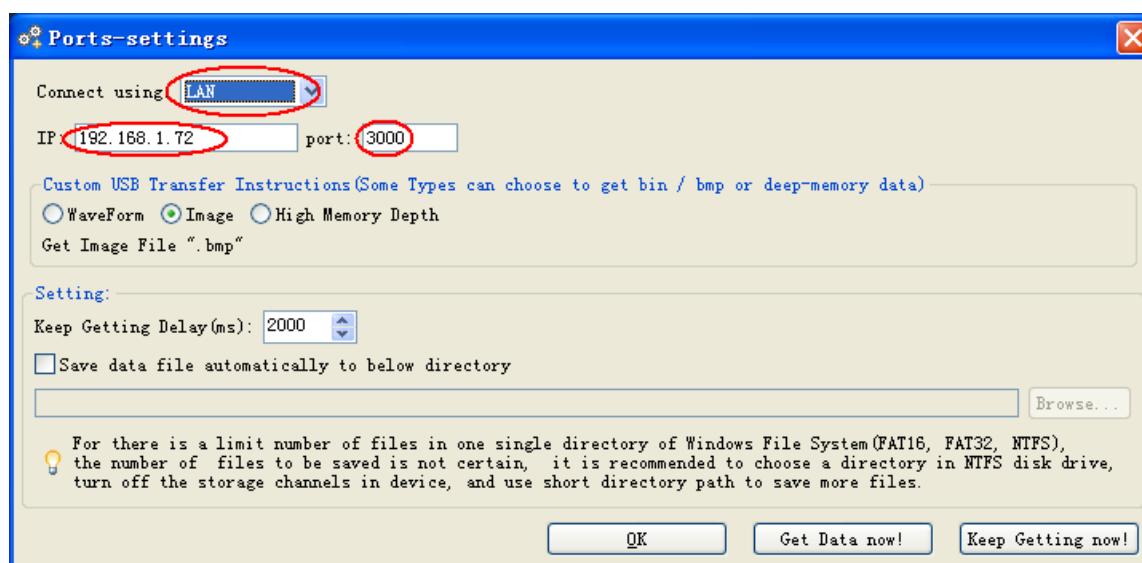 Ports-settings
Connect using: LAN
IP: 192.168.1.72 port: 3000
Custom USB Transfer Instructions(Some Types can choose to get bin / bmp or deep-memory data)
WaveForm Image High Memory Depth
Get Image File ".bmp"
Setting:
Keep Getting Delay(ms): 2000
Save data file automatically to below directory
Browse...
For there is a limit number of files in one single directory of Windows File System(FAT16, FAT32, NTFS),
the number of files to be saved is not certain, it is recommended to choose a directory in NTFS disk drive,
turn off the storage channels in device, and use short directory path to save more files.
OK Get Data now! Keep Getting now!